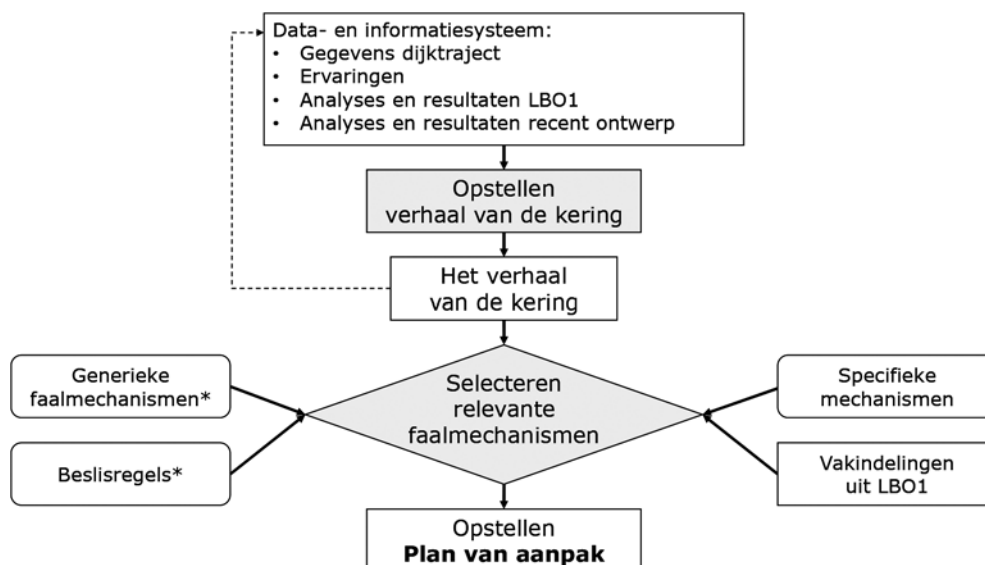 Data- en informatiesysteem:
• Gegevens dijktraject
• Ervaringen
• Analyses en resultaten LBO1
• Analyses en resultaten recent ontwerp
Opstellen
verhaal van de kering
Het verhaal
van de kering
Generieke
faalmechanismen*
Selecteren
relevante
faalmechanismen
Specifieke
mechanismen
Beslisregels*
Vakindelingen
uit LBO1
Opstellen
Plan van aanpak